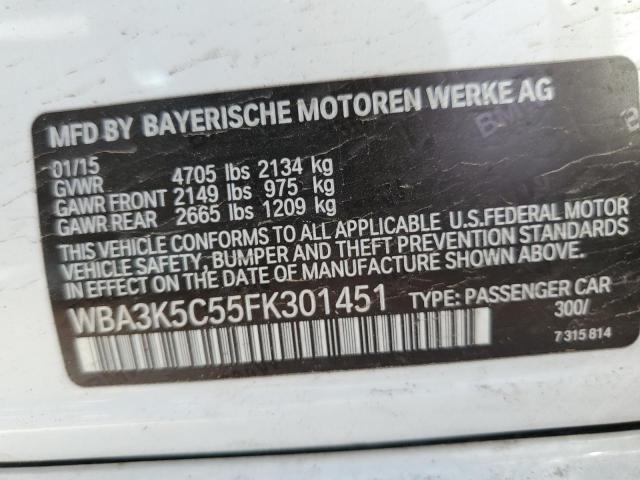 MFD BY BAYERISCHE MOTOREN WERKE AG
01/15
GVWR 4705 lbs 2134 kg
GAWR FRONT 2149 lbs 975 kg
GAWR REAR 2665 lbs 1209 kg
THIS VEHICLE CONFORMS TO ALL APPLICABLE U.S.FEDERAL MOTOR
VEHICLE SAFETY, BUMPER AND THEFT PREVENTION STANDARDS
IN EFFECT ON THE DATE OF MANUFACTURE SHOWN ABOVE.
WBA3K5C55FK301451 TYPE: PASSENGER CAR
300/
7 315 814